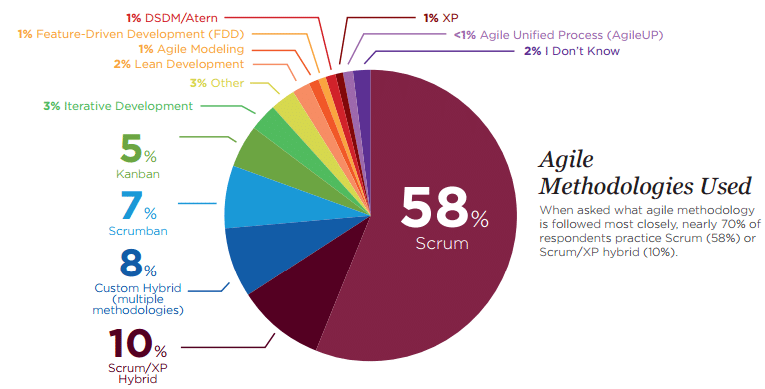 1% DSDM/Atern
1% XP
1% Feature-Driven Development (FDD)
<1% Agile Unified Process (AgileUP)
1% Agile Modeling
2% I Don't Know
2% Lean Development
3% Other
3% Iterative Development
5%
Kanban
7%
Scrumban
8%
Custom Hybrid
(multiple
methodologies)
10%
Scrum/XP
Hybrid
58%
Scrum
Agile
Methodologies Used
When asked what agile methodology
is followed most closely, nearly 70% of
respondents practice Scrum (58%) or
Scrum/XP hybrid (10%).